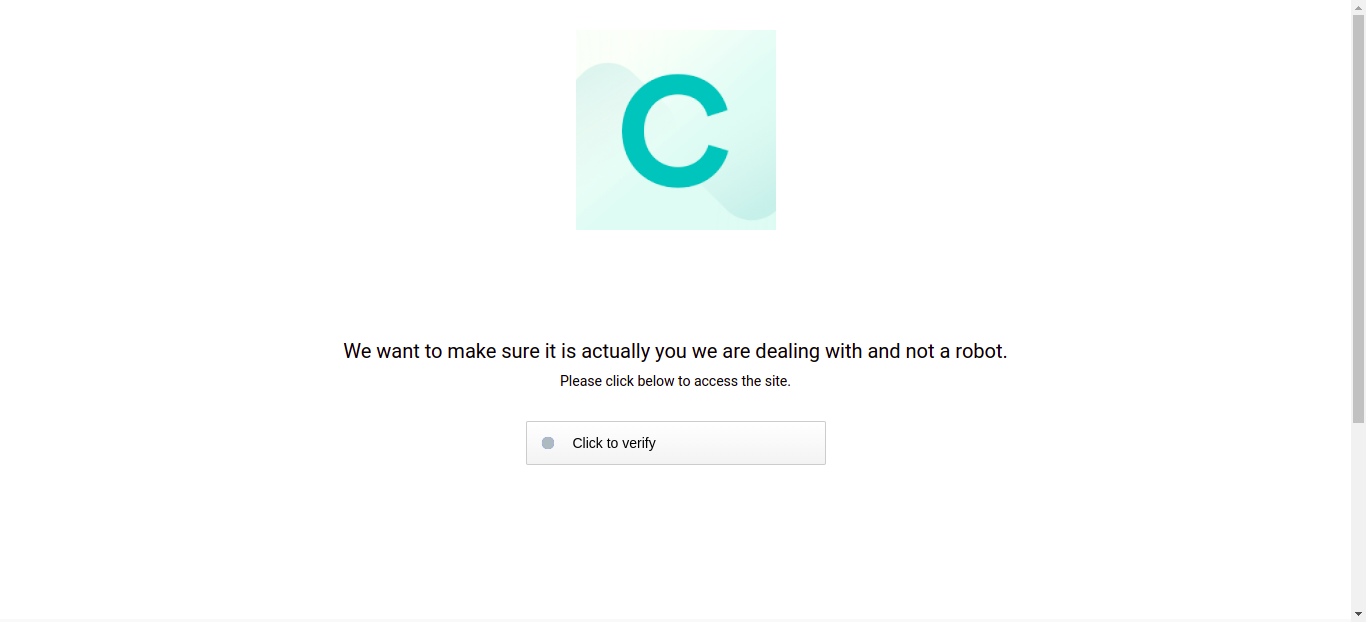 C
We want to make sure it is actually you we are dealing with and not a robot.
Please click below to access the site.
Click to verify